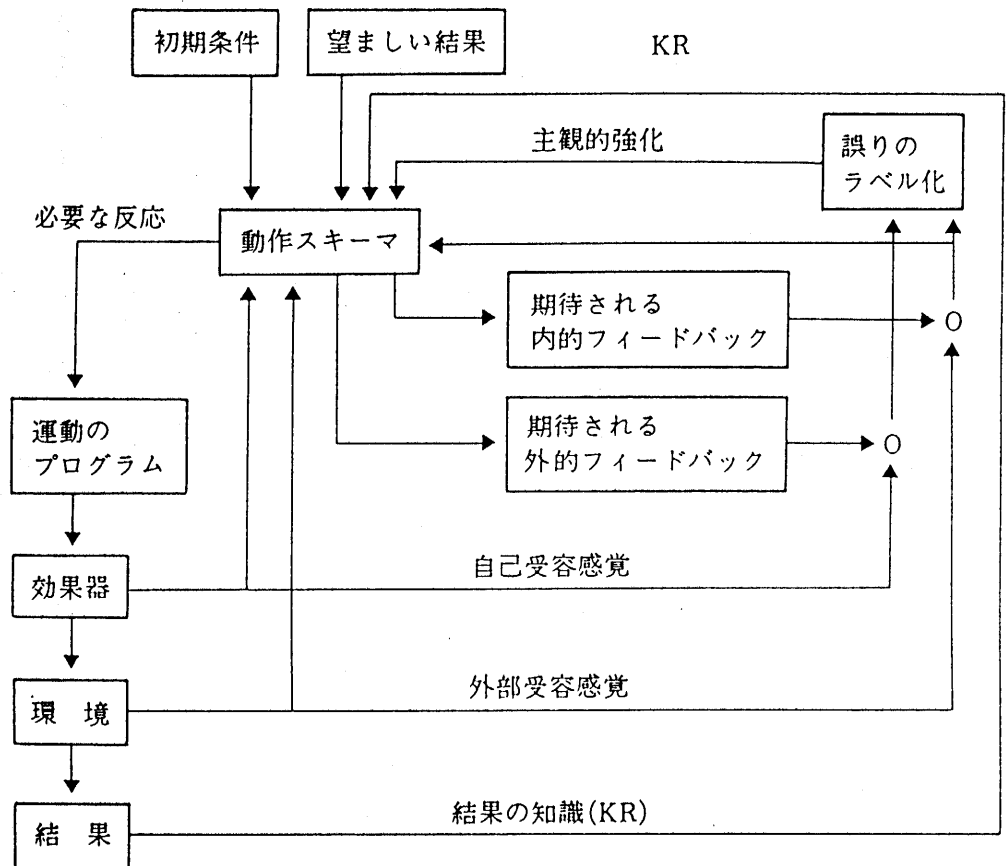 初期条件
望ましい結果
KR
主観的強化
誤りの
ラベル化
必要な反応
動作スキーマ
期待される
内的フィードバック
O
運動の
プログラム
期待される
外的フィードバック
O
効果器
自己受容感覚
環　境
外部受容感覚
結　果
結果の知識(KR)